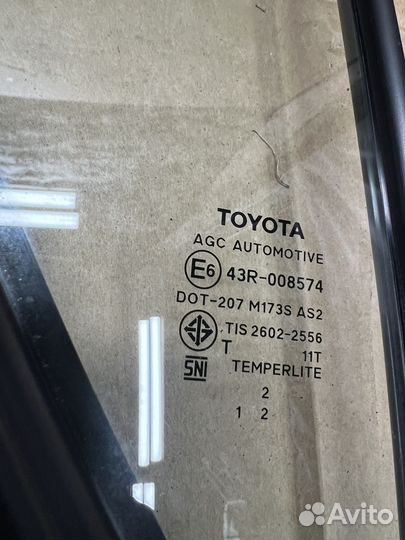 TOYOTA
AGC AUTOMOTIVE
E6 43R-008574
DOT-207 M173S AS2
TIS 2602-2556
T 11T
SNI TEMPERLITE
2
1 2
Avito